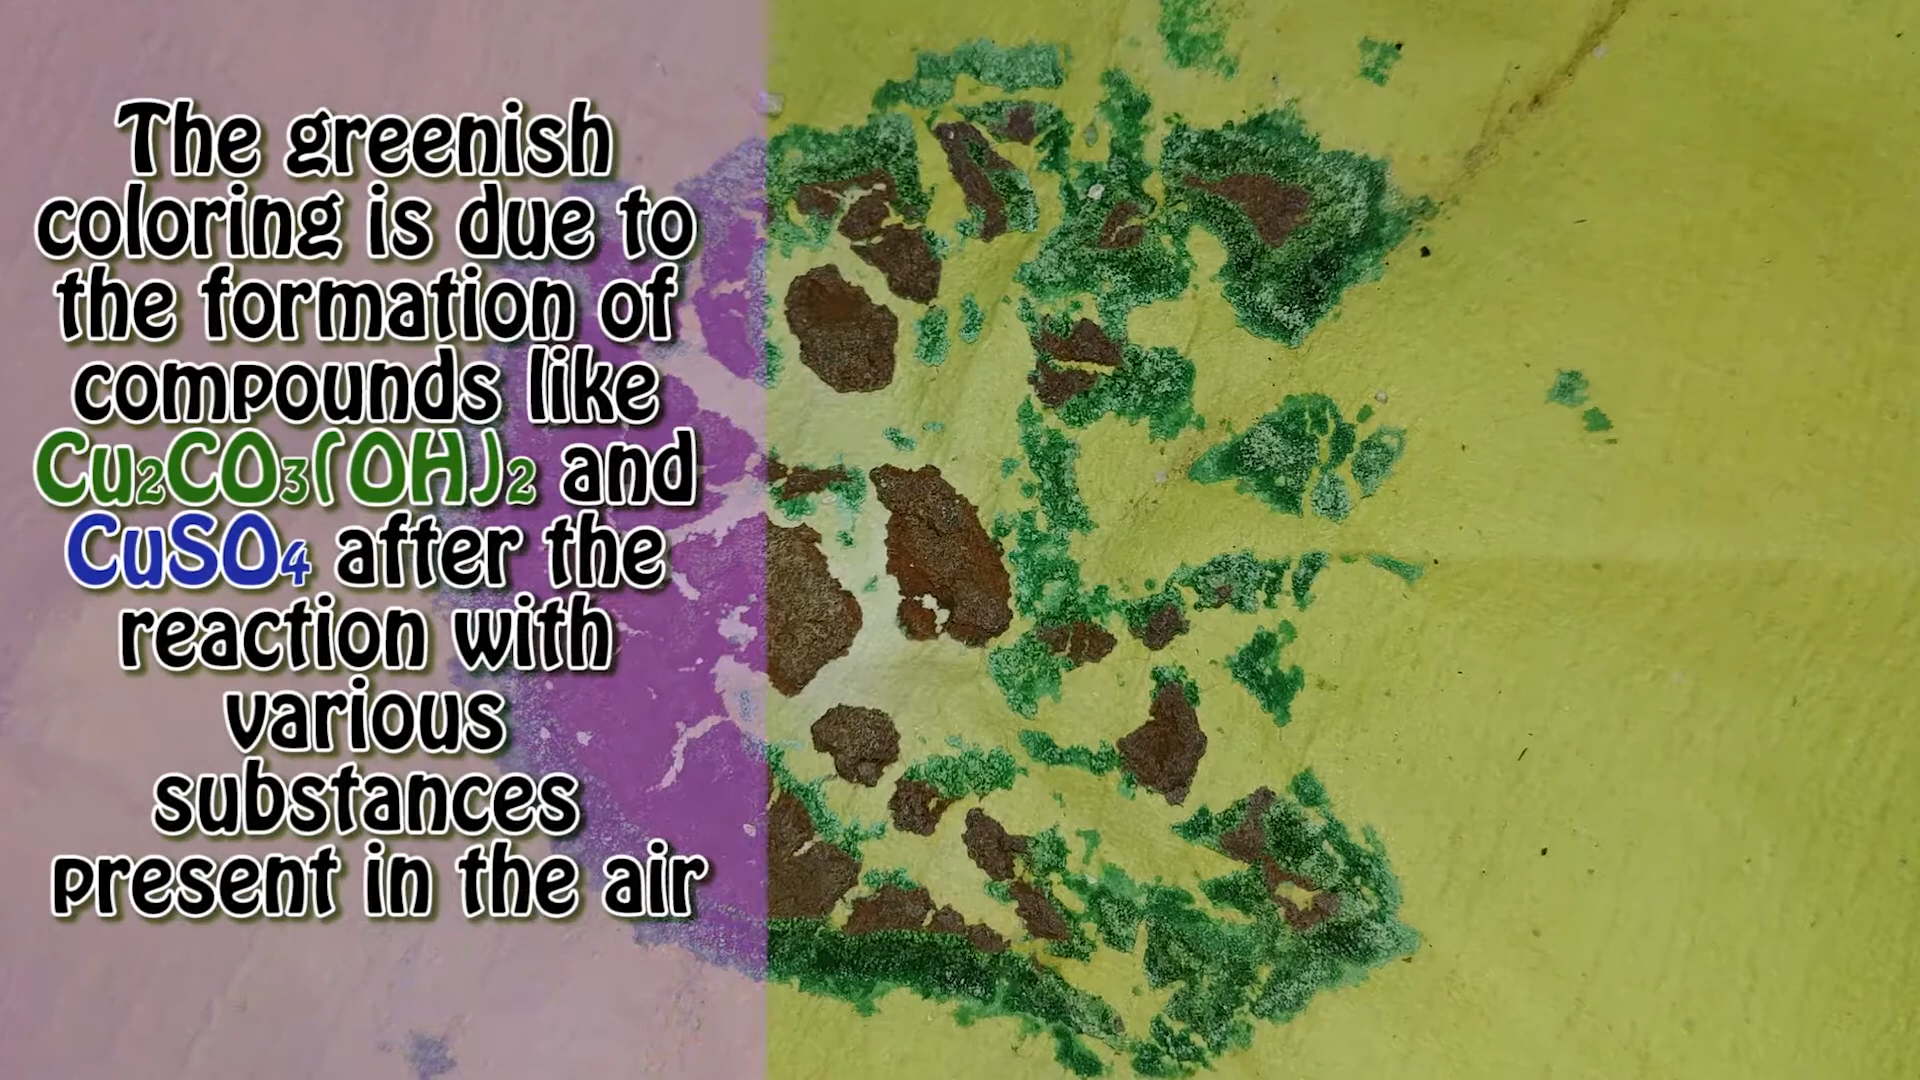 The greenish
coloring is due to
the formation of
compounds like
Cu₂CO₃(OH)₂ and
CuSO₄ after the
reaction with
various
substances
present in the air